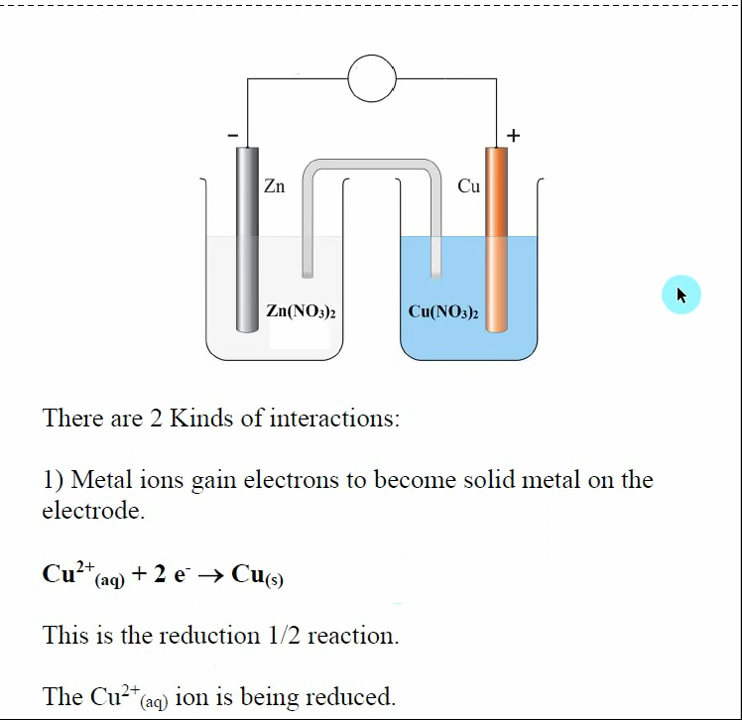 - +
Zn Cu
Zn(NO₃)₂ Cu(NO₃)₂
There are 2 Kinds of interactions:
1) Metal ions gain electrons to become solid metal on the
electrode.
Cu²⁺(aq) + 2 e⁻ → Cu(s)
This is the reduction 1/2 reaction.
The Cu²⁺(aq) ion is being reduced.